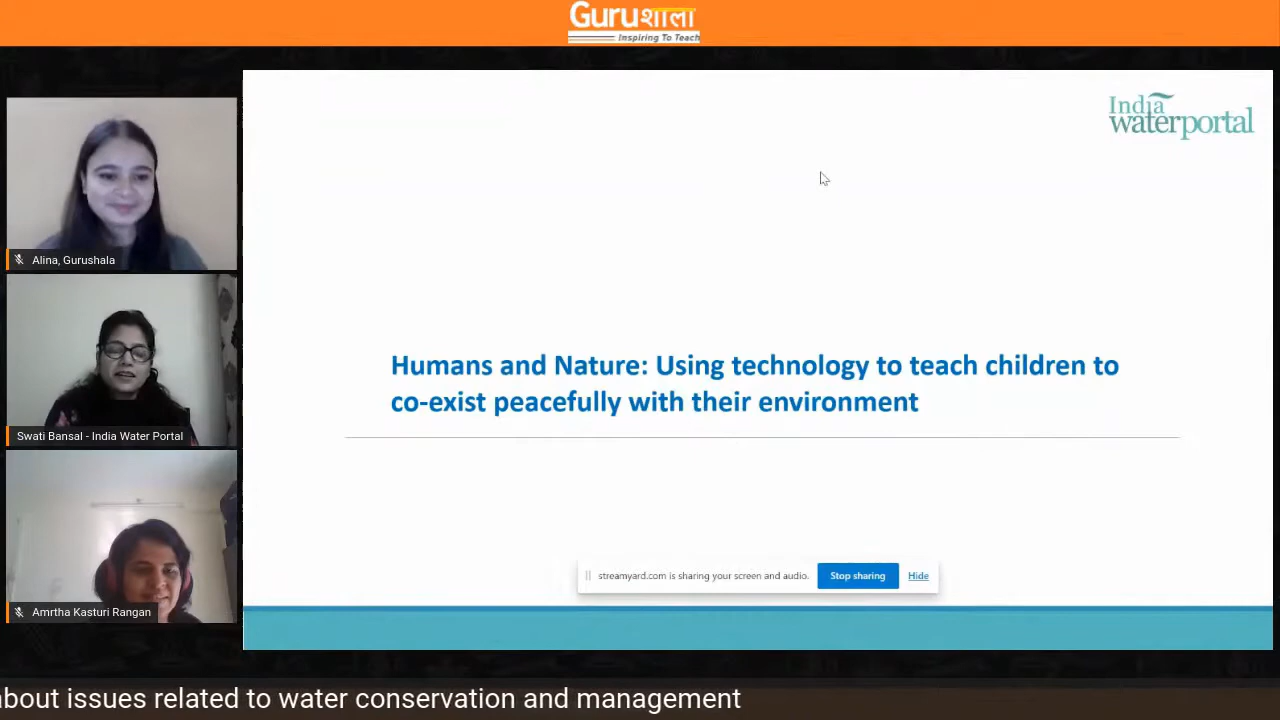 Guruशाला
Inspiring To Teach
India
waterportal
Alina, Gurushala
Swati Bansal - India Water Portal
Amrtha Kasturi Rangan
Humans and Nature: Using technology to teach children to
co-exist peacefully with their environment
streamyard.com is sharing your screen and audio. Stop sharing Hide
about issues related to water conservation and management